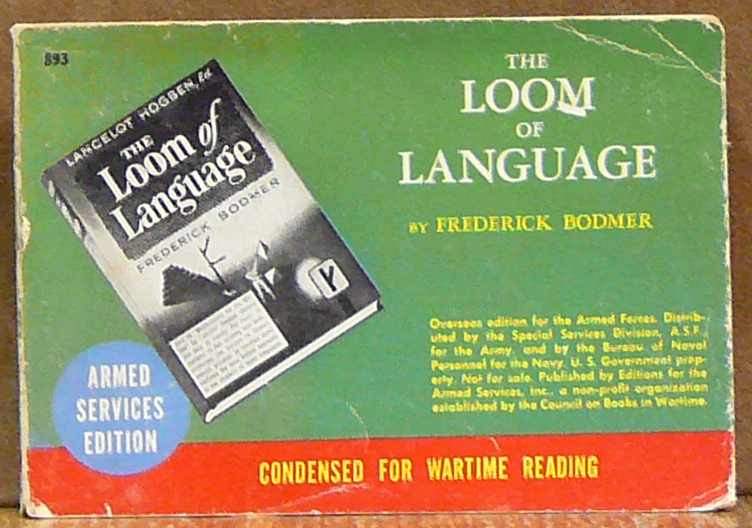 893
LANCELOT HOGBEN, Ed.
THE
Loom of
Language
FREDERICK BODMER
Y
THE
LOOM
OF
LANGUAGE
BY FREDERICK BODMER
Overseas edition for the Armed Forces. Distrib-
uted by the Special Services Division, A.S.F.,
for the Army, and by the Bureau of Naval
Personnel for the Navy. U. S. Government prop-
erty. Not for sale. Published by Editions for the
Armed Services, Inc., a non-profit organization
established by the Council on Books in Wartime.
ARMED
SERVICES
EDITION
CONDENSED FOR WARTIME READING